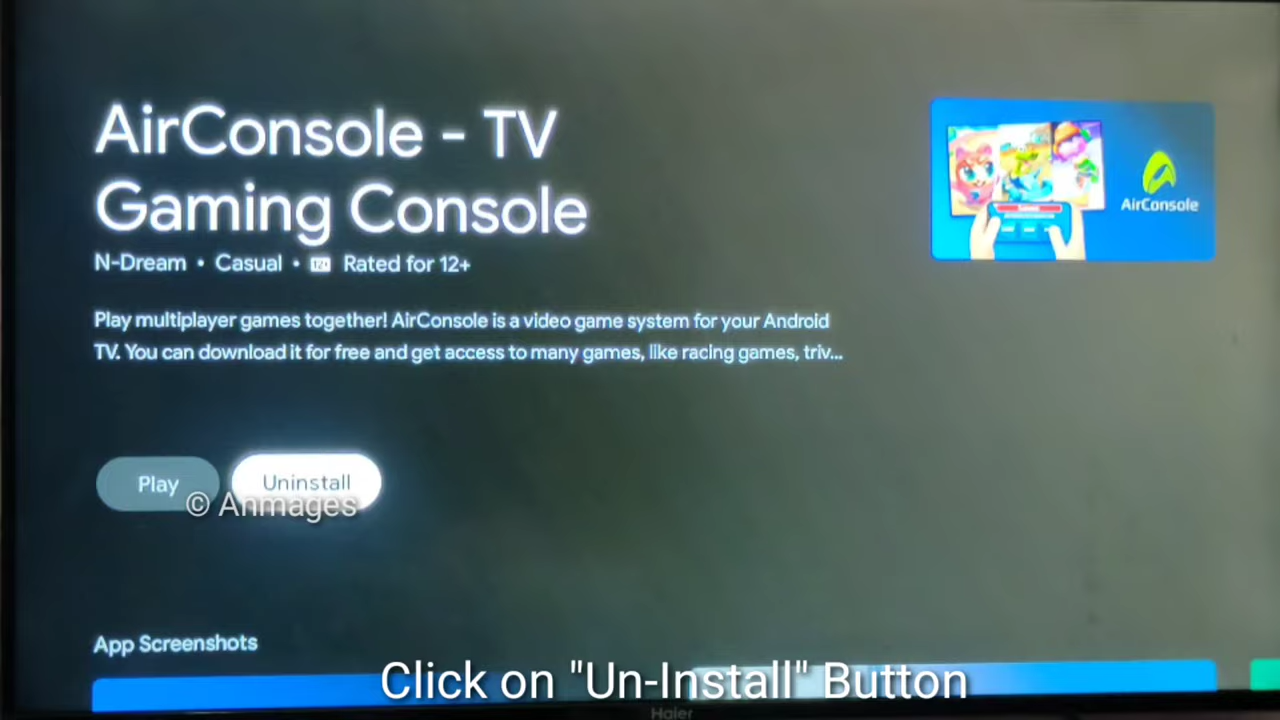 AirConsole - TV
Gaming Console
N-Dream • Casual • 12+ Rated for 12+
Play multiplayer games together! AirConsole is a video game system for your Android
TV. You can download it for free and get access to many games, like racing games, triv...
AirConsole
Play
Uninstall
© Anmages
App Screenshots
Click on "Un-Install" Button
Haier